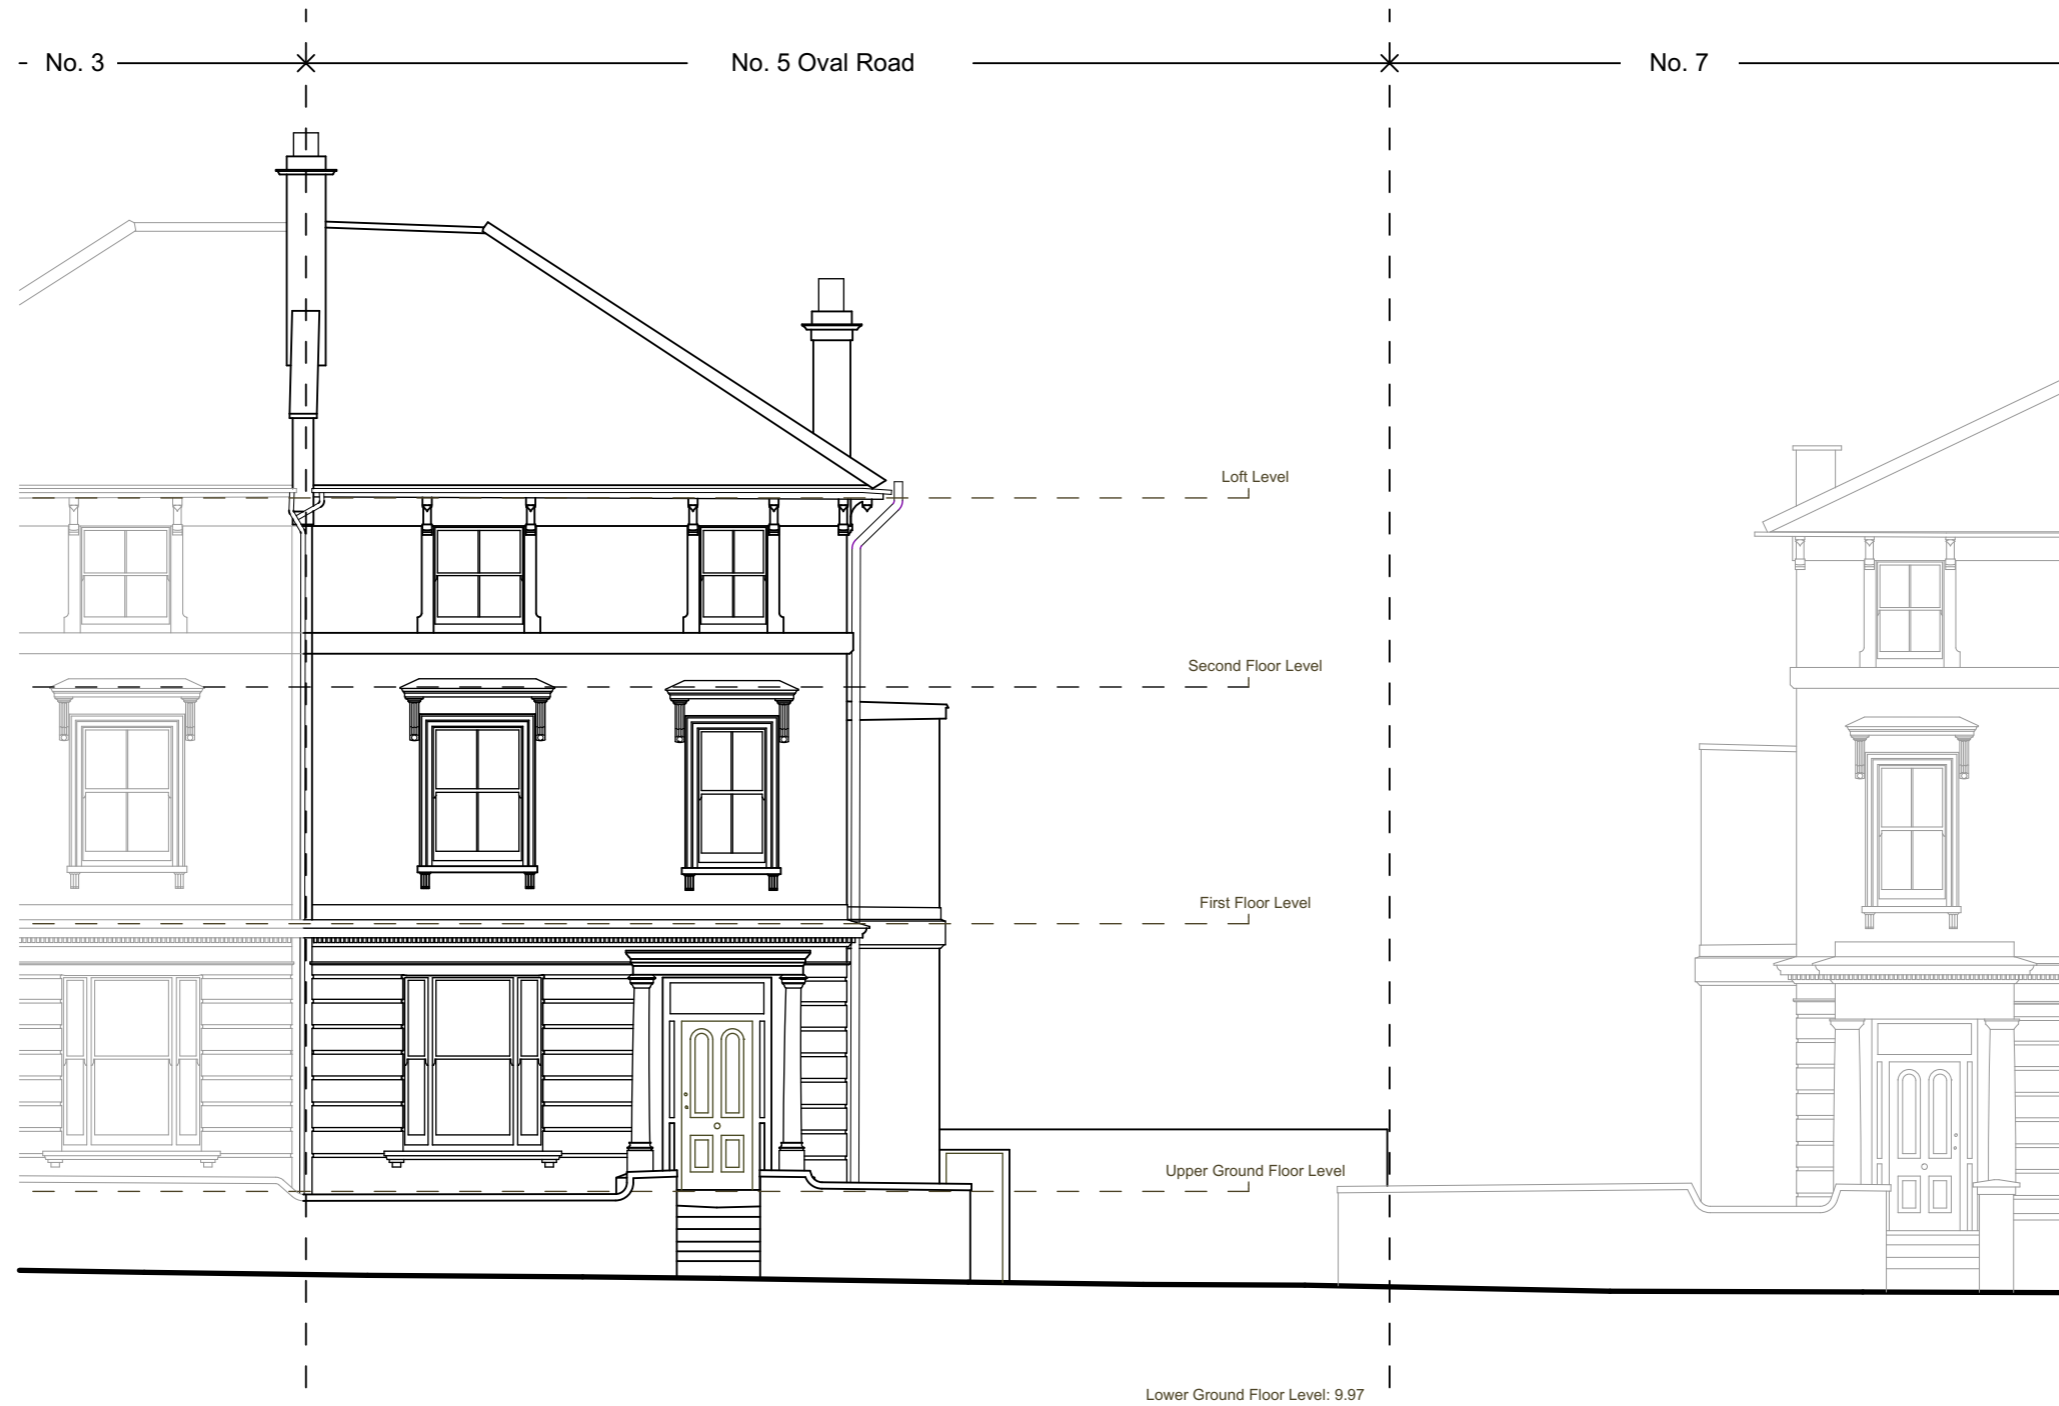 No. 3
No. 5 Oval Road
No. 7
Loft Level
Second Floor Level
First Floor Level
Upper Ground Floor Level
Lower Ground Floor Level: 9.97